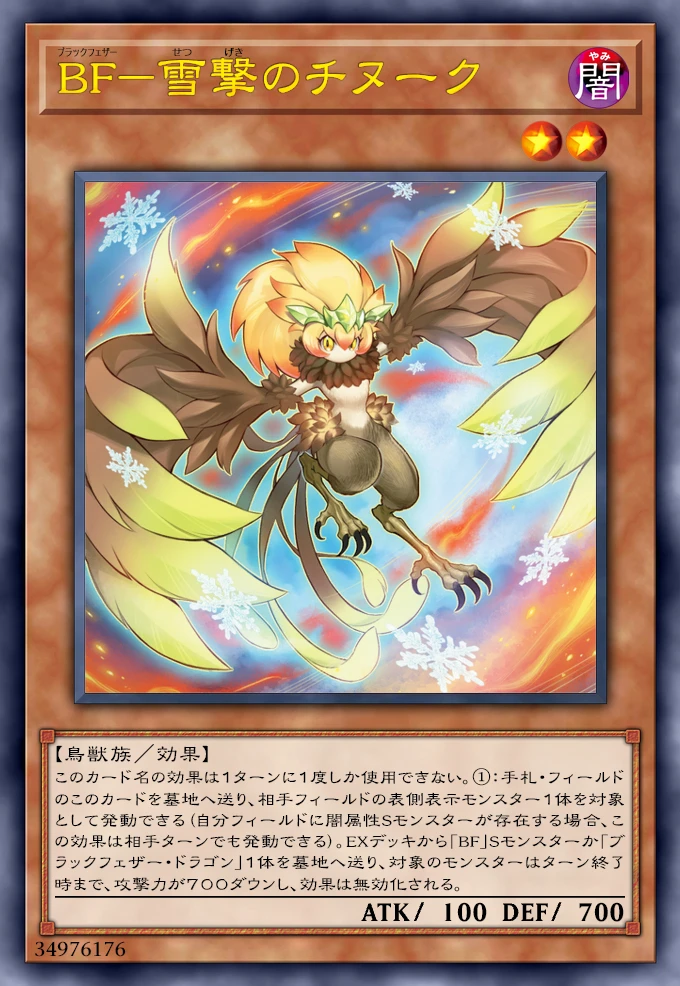 ブラックフェザー せつ げき
BF－雪撃のチヌーク
やみ
闇
【鳥獣族／効果】
このカード名の効果は１ターンに１度しか使用できない。①：手札・フィールド
のこのカードを墓地へ送り、相手フィールドの表側表示モンスター１体を対象
として発動できる（自分フィールドに闇属性Sモンスターが存在する場合、こ
の効果は相手ターンでも発動できる）。EXデッキから「BF」Sモンスターか「ブ
ラックフェザー・ドラゴン」１体を墓地へ送り、対象のモンスターはターン終了
時まで、攻撃力が７００ダウンし、効果は無効化される。
ATK/ 100 DEF/ 700
34976176